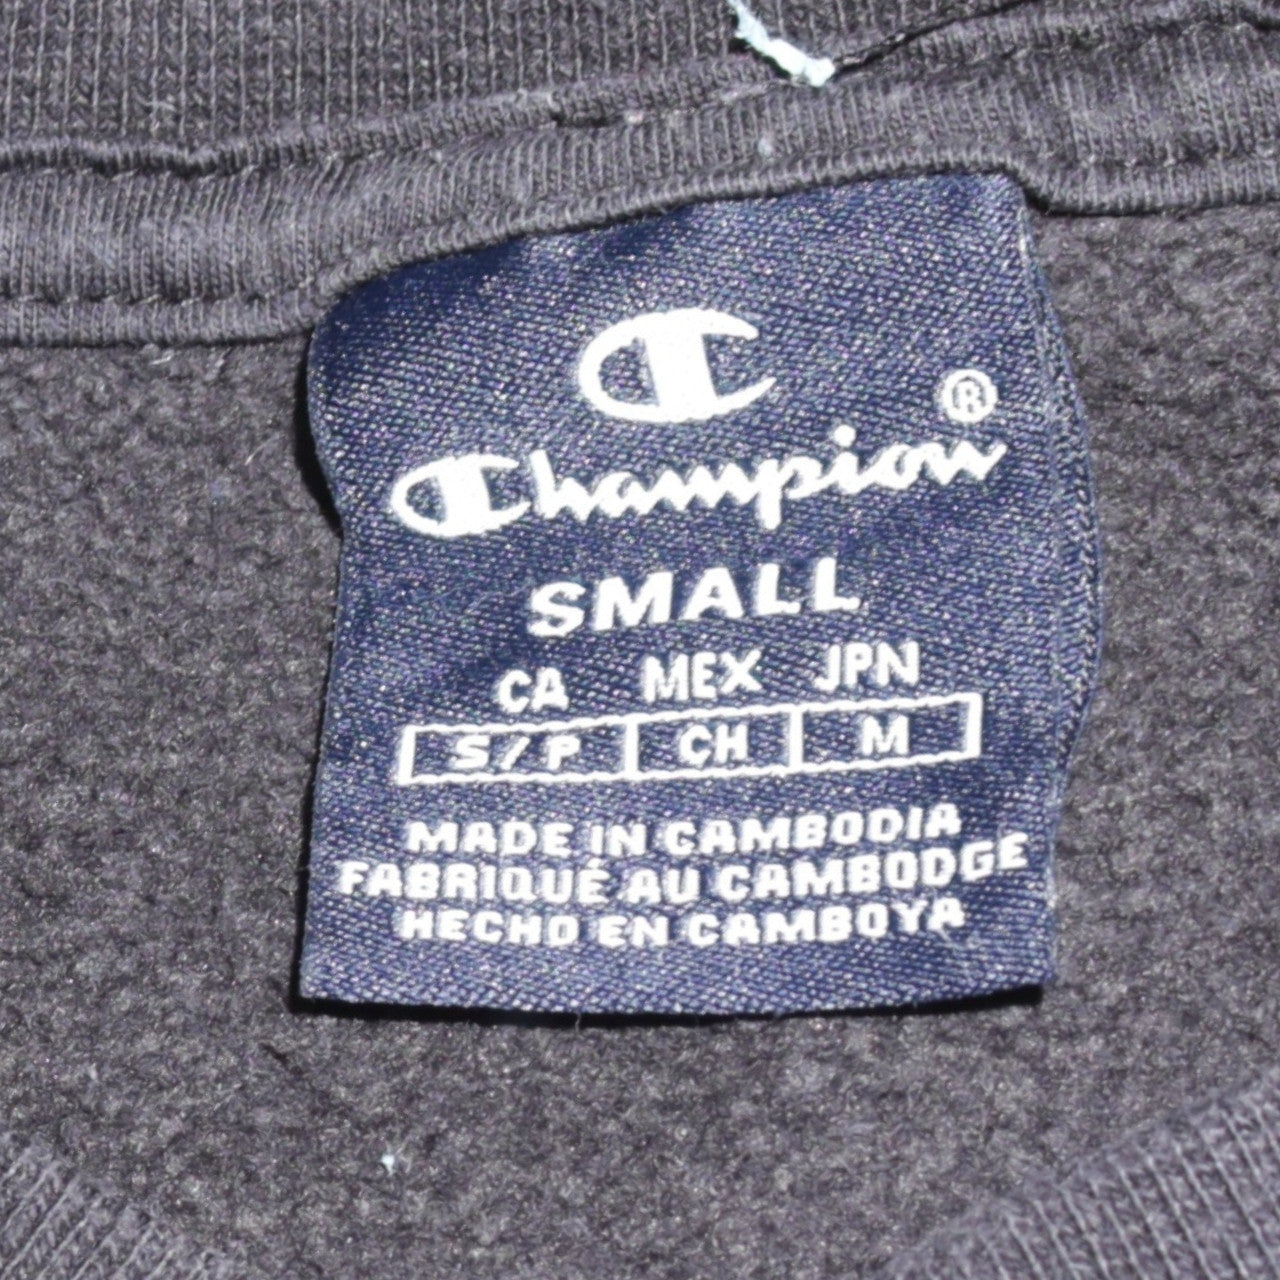 ®
Champion
SMALL
CA MEX JPN
S/P CH M
MADE IN CAMBODIA
FABRIQUÉ AU CAMBODGE
HECHO EN CAMBOYA